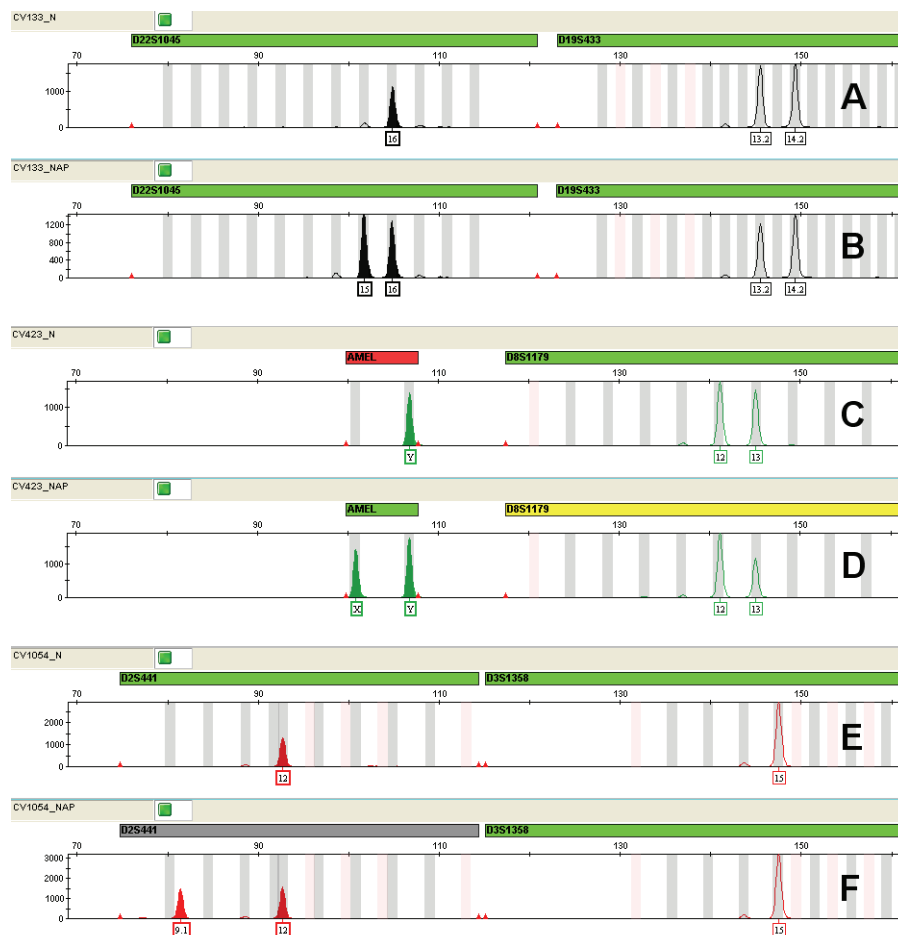 CV133_N
D22S1045 D19S433
70 90 110 130 150
1000
0
16 13.2 14.2
A
CV133_NAP
D22S1045 D19S433
70 90 110 130 150
1200
800
400
0
15 16 13.2 14.2
B
CV423_N
AMEL D8S1179
70 90 110 130 150
1000
0
Y 12 13
C
CV423_NAP
AMEL D8S1179
70 90 110 130 150
1000
0
X Y 12 13
D
CV1054_N
D2S441 D3S1358
70 90 110 130 150
2000
1000
0
12 15
E
CV1054_NAP
D2S441 D3S1358
70 90 110 130 150
3000
2000
1000
0
9.1 12 15
F